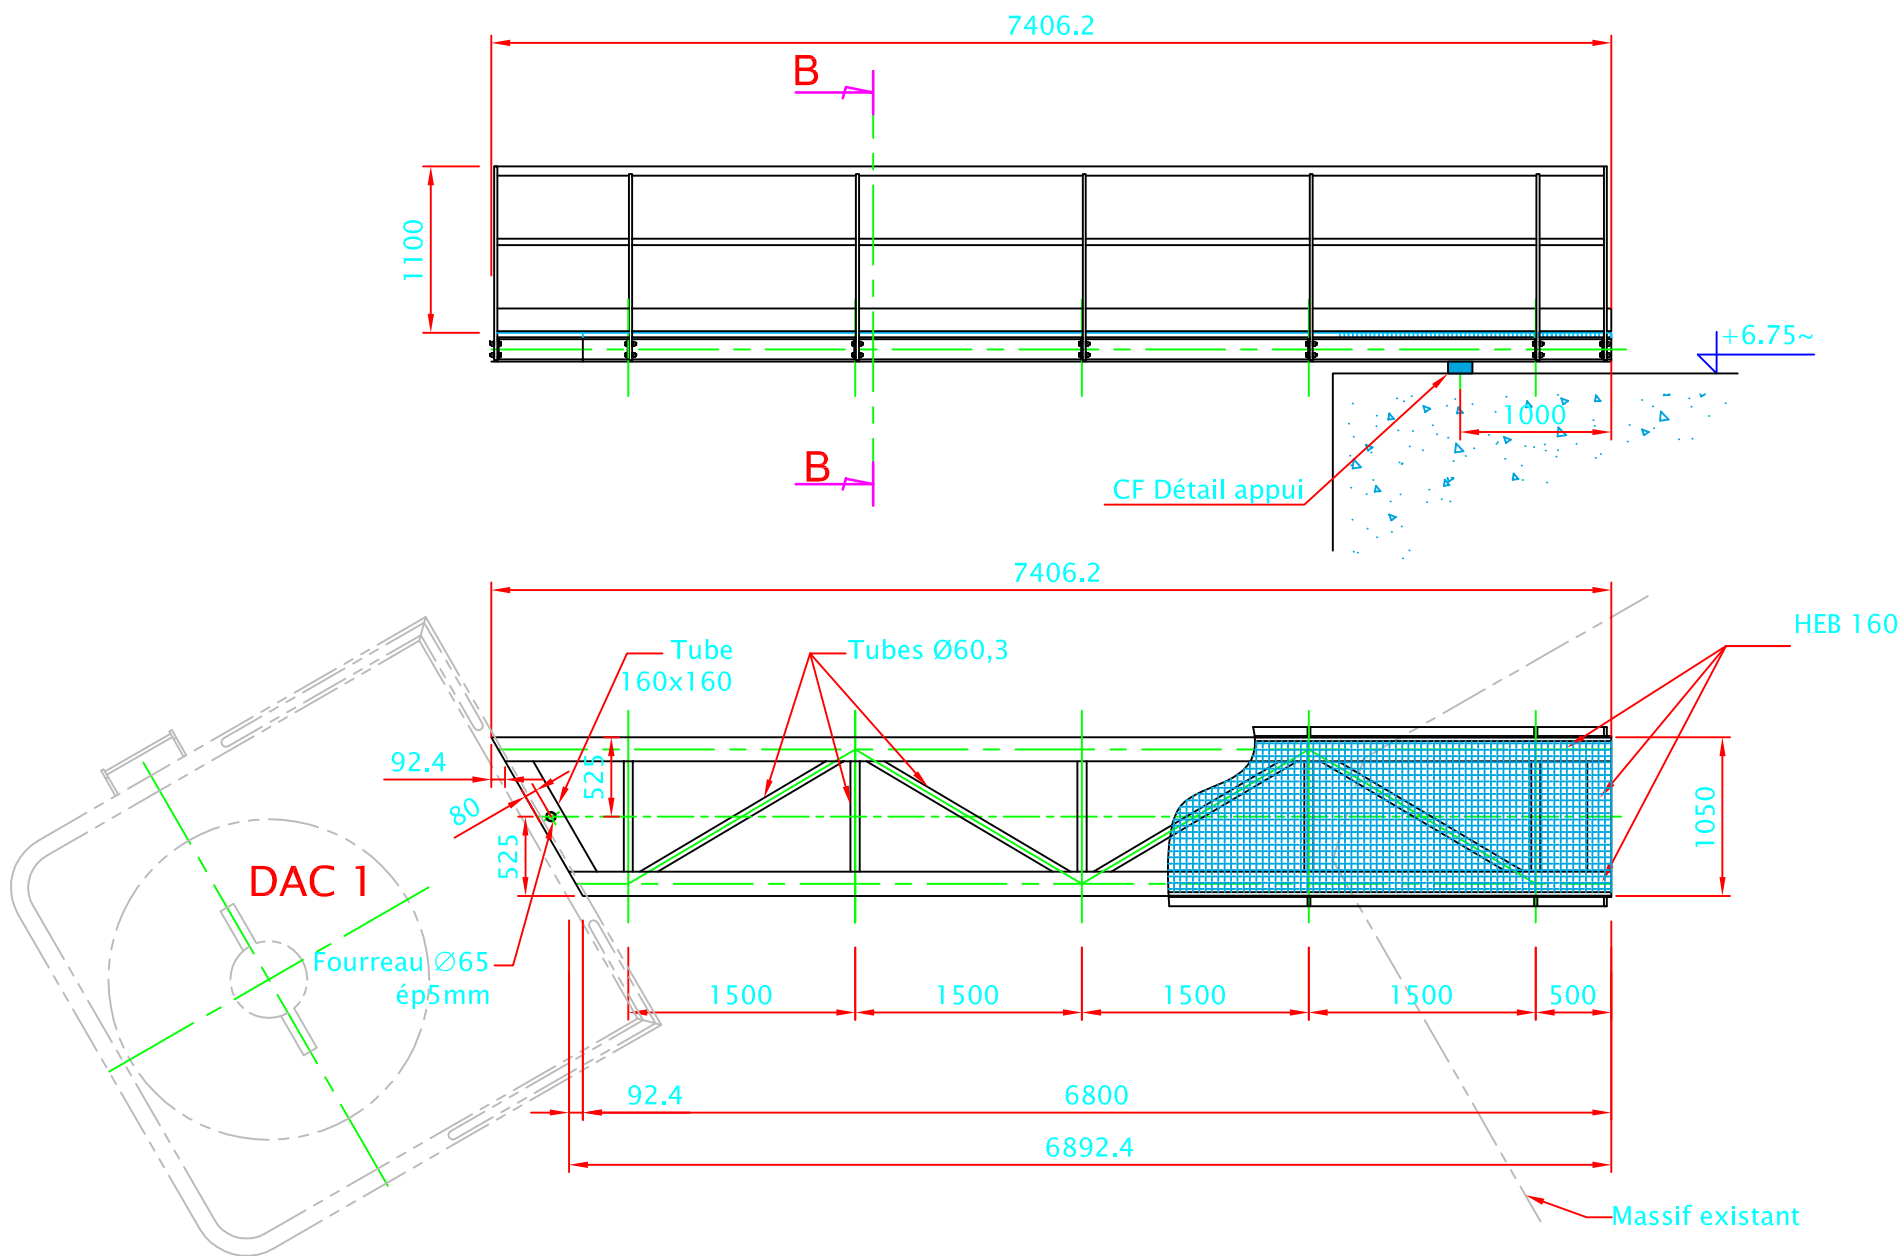 7406.2
B
1100
+6.75~
1000
B
CF Détail appui
7406.2
HEB 160
Tube
160x160
Tubes Ø60,3
92.4
525
80
525
1050
DAC 1
Fourreau ∅65
ép5mm
1500
1500
1500
1500
500
92.4
6800
6892.4
Massif existant